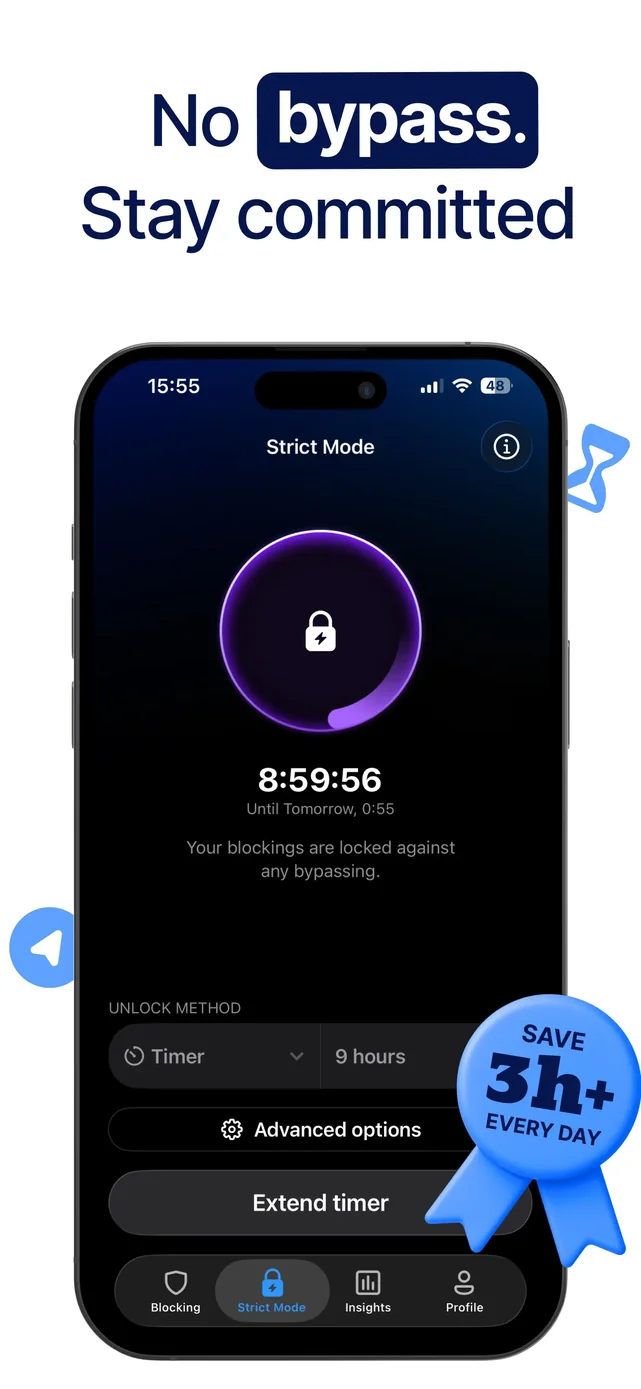 No bypass.
Stay committed
15:55
48
Strict Mode
8:59:56
Until Tomorrow, 0:55
Your blockings are locked against
any bypassing.
UNLOCK METHOD
Timer
9 hours
SAVE
3h+
EVERY DAY
Advanced options
Extend timer
Blocking
Strict Mode
Insights
Profile